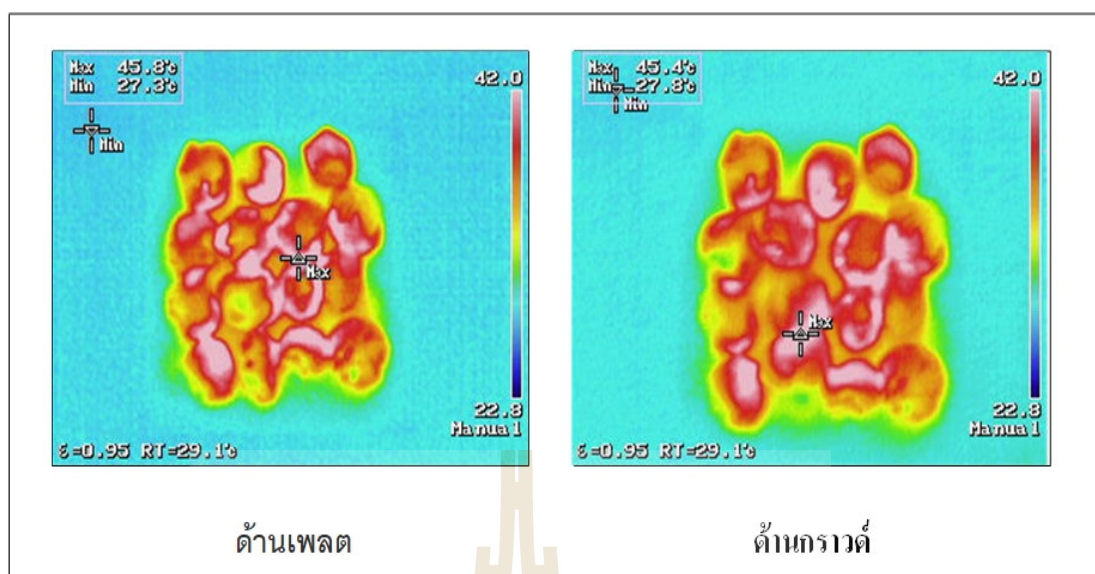 Max 45.8℃
Min 27.3℃
42.0
Min
Max
22.8
Manual
ε=0.95 RT=29.1℃
Max 45.4℃
Min 27.8℃
42.0
Min
Max
22.8
Manual
ε=0.95 RT=29.1℃
ด้านเพลต
ด้านกราวด์